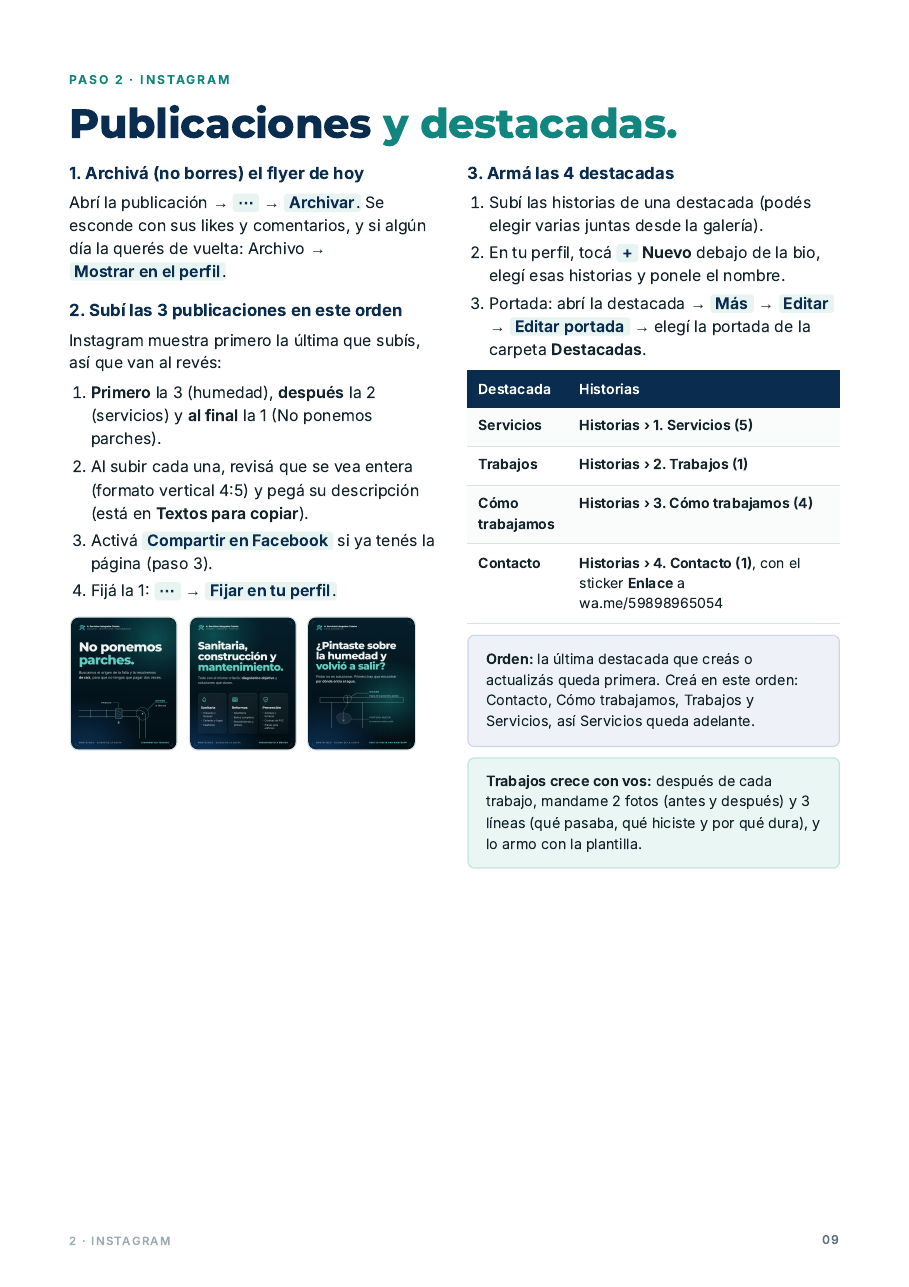 PASO 2 · INSTAGRAM
Publicaciones y destacadas.
1. Archivá (no borres) el flyer de hoy
Abrí la publicación → ··· → Archivar. Se
esconde con sus likes y comentarios, y si algún
día la querés de vuelta: Archivo →
Mostrar en el perfil.
2. Subí las 3 publicaciones en este orden
Instagram muestra primero la última que subís,
así que van al revés:
1. Primero la 3 (humedad), después la 2
(servicios) y al final la 1 (No ponemos
parches).
2. Al subir cada una, revisá que se vea entera
(formato vertical 4:5) y pegá su descripción
(está en Textos para copiar).
3. Activá Compartir en Facebook si ya tenés la
página (paso 3).
4. Fijá la 1: ··· → Fijar en tu perfil.
No ponemos
parches.
Sanitaria,
construcción y
mantenimiento.
Sanitaria
Reformas
Prevención
¿Pintaste sobre
la humedad y
volvió a salir?
3. Armá las 4 destacadas
1. Subí las historias de una destacada (podés
elegir varias juntas desde la galería).
2. En tu perfil, tocá + Nuevo debajo de la bio,
elegí esas historias y ponele el nombre.
3. Portada: abrí la destacada → Más → Editar
→ Editar portada → elegí la portada de la
carpeta Destacadas.
Destacada Historias
Servicios Historias › 1. Servicios (5)
Trabajos Historias › 2. Trabajos (1)
Cómo trabajamos Historias › 3. Cómo trabajamos (4)
Contacto Historias › 4. Contacto (1), con el
sticker Enlace a
wa.me/59898965054
Orden: la última destacada que creás o
actualizás queda primera. Creá en este orden:
Contacto, Cómo trabajamos, Trabajos y
Servicios, así Servicios queda adelante.
Trabajos crece con vos: después de cada
trabajo, mandame 2 fotos (antes y después) y 3
líneas (qué pasaba, qué hiciste y por qué dura), y
lo armo con la plantilla.
2 · INSTAGRAM
09